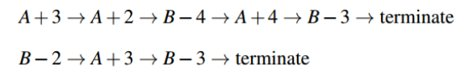 A + 3 → A + 2 → B − 4 → A + 4 → B − 3 → terminate
B − 2 → A + 3 → B − 3 → terminate